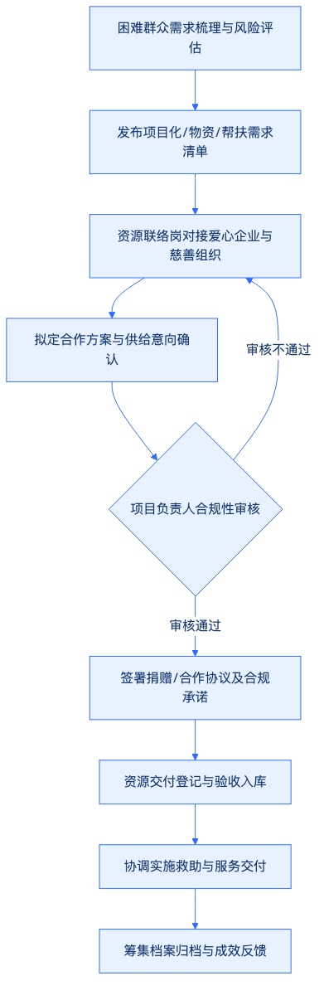 困难群众需求梳理与风险评
估
发布项目化/物资/帮扶需求
清单
资源联络岗对接爱心企业与
慈善组织
拟定合作方案与供给意向确
认
审核不通过
项目负责人合规性审核
审核通过
签署捐赠/合作协议及合规
承诺
资源交付登记与验收入库
协调实施救助与服务交付
筹集档案归档与成效反馈